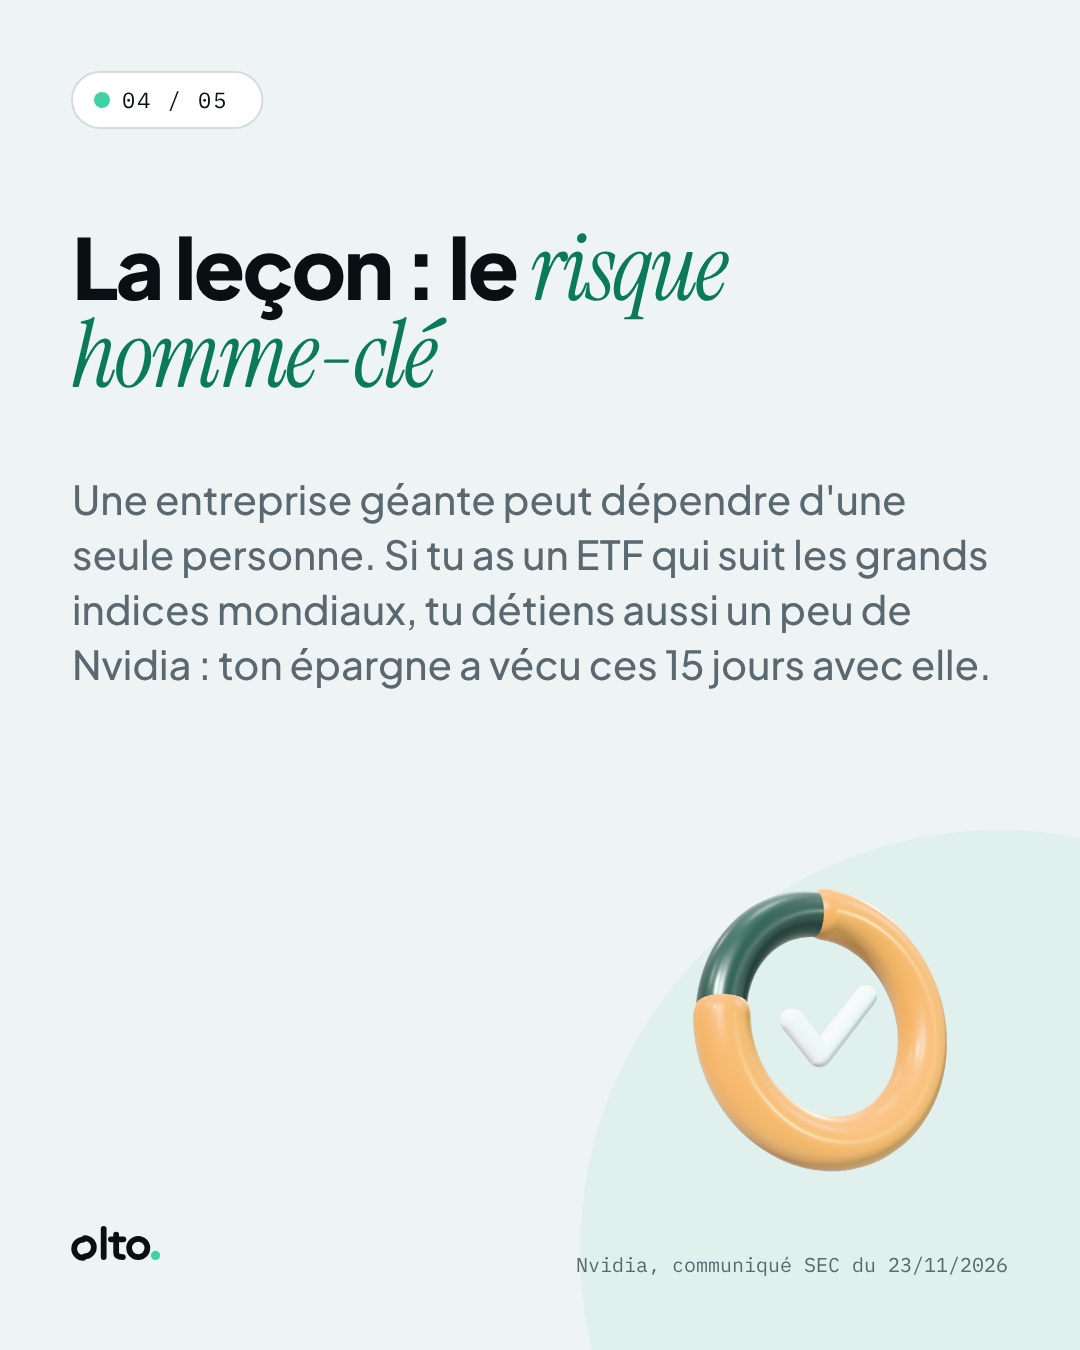 04 / 05
La leçon : le risque
homme-clé
Une entreprise géante peut dépendre d'une
seule personne. Si tu as un ETF qui suit les grands
indices mondiaux, tu détiens aussi un peu de
Nvidia : ton épargne a vécu ces 15 jours avec elle.
olto.
Nvidia, communiqué SEC du 23/11/2026